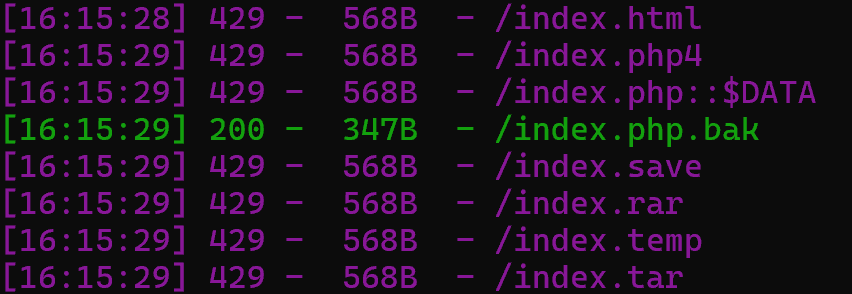 [16:15:28] 429 -  568B  - /index.html
[16:15:29] 429 -  568B  - /index.php4
[16:15:29] 429 -  568B  - /index.php::$DATA
[16:15:29] 200 -  347B  - /index.php.bak
[16:15:29] 429 -  568B  - /index.save
[16:15:29] 429 -  568B  - /index.rar
[16:15:29] 429 -  568B  - /index.temp
[16:15:29] 429 -  568B  - /index.tar